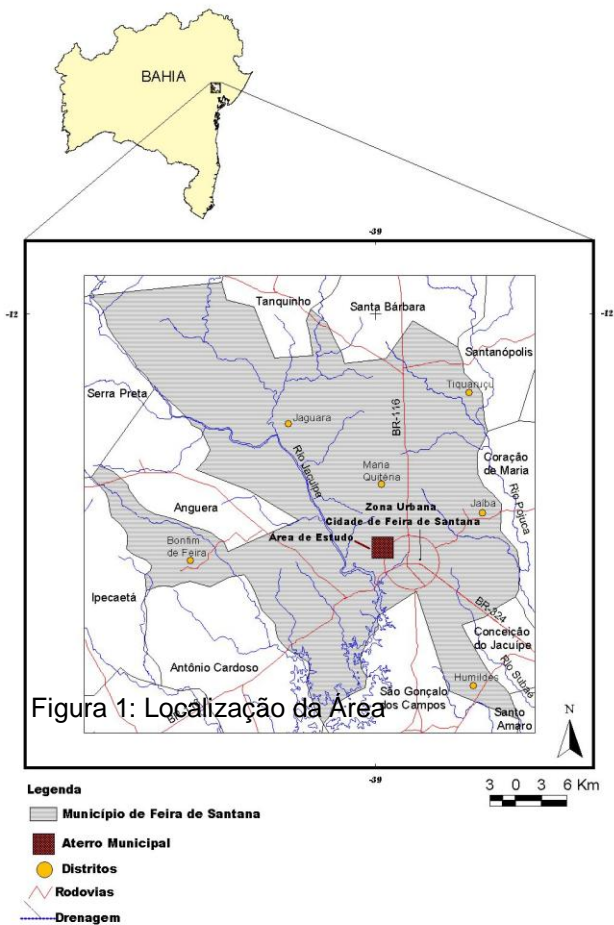 BAHIA
-39
-12
-12
Tanquinho
Santa Bárbara
Santanópolis
Tiquaruçu
Serra Preta
Jaguara
BR-116
Rio Jacuipe
Maria
Quitéria
Coração
de Maria
Rio Pojuca
Anguera
Zona Urbana
Cidade de Feira de Santana
Jaíba
Área de Estudo
Bonfim
de Feira
Ipecaetá
BR-324
Conceição
do Jacuipe
Rio Subaé
Antônio Cardoso
Humildes
São Gonçalo
dos Campos
Santo
Amaro
Figura 1: Localização da Área
N
-39
3 0 3 6 Km
Legenda
Município de Feira de Santana
Aterro Municipal
Distritos
Rodovias
Drenagem